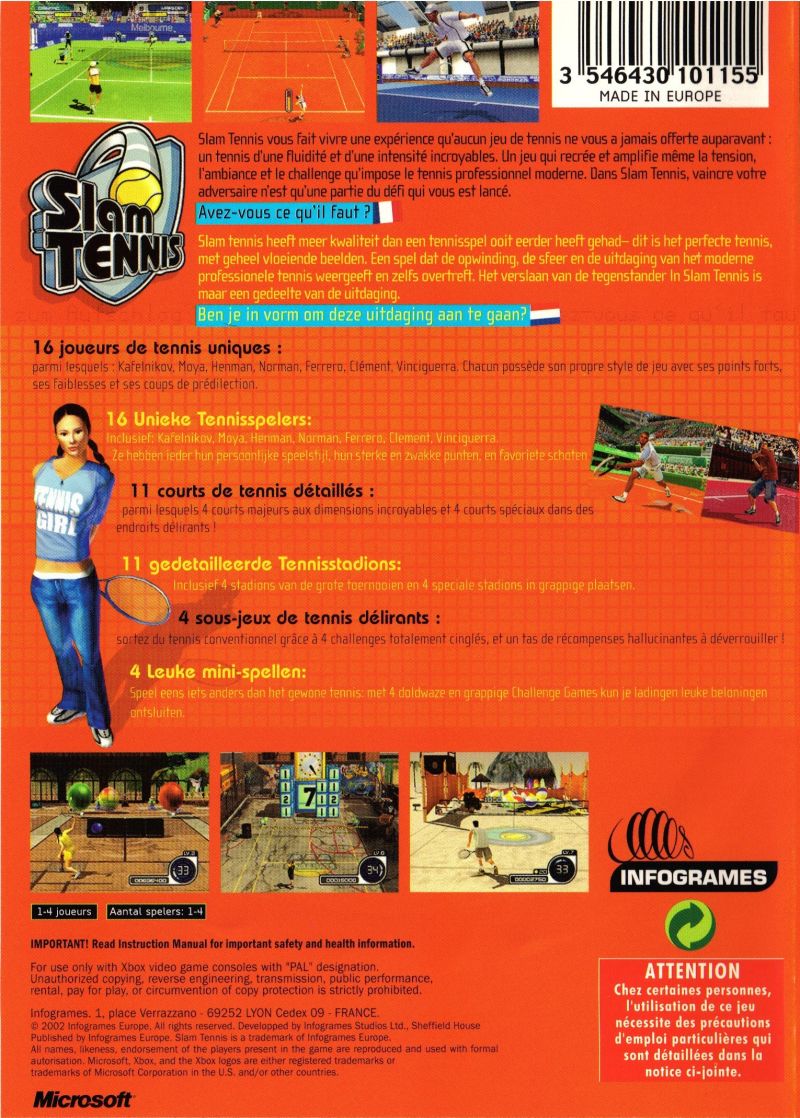 Melbourne
3 546430 101155
MADE IN EUROPE
Slam
TENNIS
Slam Tennis vous fait vivre une expérience qu'aucun jeu de tennis ne vous a jamais offerte auparavant :
un tennis d'une fluidité et d'une intensité incroyables. Un jeu qui recrée et amplifie même la tension,
l'ambiance et le challenge qu'impose le tennis professionnel moderne. Dans Slam Tennis, vaincre votre
adversaire n'est qu'une partie du défi qui vous est lancé.
Avez-vous ce qu'il faut ?
Slam tennis heeft meer kwaliteit dan een tennisspel ooit eerder heeft gehad– dit is het perfecte tennis,
met geheel vloeiende beelden. Een spel dat de opwinding, de sfeer en de uitdaging van het moderne
professionele tennis weergeeft en zelfs overtreft. Het verslaan van de tegenstander In Slam Tennis is
maar een gedeelte van de uitdaging.
Ben je in vorm om deze uitdaging aan te gaan?
16 joueurs de tennis uniques :
parmi lesquels : Kafelnikov, Moya, Henman, Norman, Ferrero, Clément, Vinciguerra. Chacun possède son propre style de jeu avec ses points forts,
ses faiblesses et ses coups de prédilection.
16 Unieke Tennisspelers:
Inclusief: Kafelnikov, Moya, Henman, Norman, Ferrero, Clement, Vinciguerra.
Ze hebben ieder hun persoonlijke speelstijl, hun sterke en zwakke punten, en favoriete schoten
TENNIS
GIRL
11 courts de tennis détaillés :
parmi lesquels 4 courts majeurs aux dimensions incroyables et 4 courts spéciaux dans des
endroits délirants !
11 gedetailleerde Tennisstadions:
Inclusief 4 stadions van de grote toernooien en 4 speciale stadions in grappige plaatsen.
4 sous-jeux de tennis délirants :
sortez du tennis conventionnel grâce à 4 challenges totalement cinglés, et un tas de récompenses hallucinantes à déverrouiller !
4 Leuke mini-spellen:
Speel eens iets anders dan het gewone tennis: met 4 doldwaze en grappige Challenge Games kun je ladingen leuke beloningen
ontsluiten.
33
7
34
33
INFOGRAMES
1-4 joueurs
Aantal spelers: 1-4
IMPORTANT! Read Instruction Manual for important safety and health information.
For use only with Xbox video game consoles with "PAL" designation.
Unauthorized copying, reverse engineering, transmission, public performance,
rental, pay for play, or circumvention of copy protection is strictly prohibited.
Infogrames. 1, place Verrazzano - 69252 LYON Cedex 09 - FRANCE.
© 2002 Infogrames Europe, All rights reserved. Developped by Infogrames Studios Ltd., Sheffield House
Published by Infogrames Europe. Slam Tennis is a trademark of Infogrames Europe.
All names, likeness, endorsement of the players present in the game are reproduced and used with formal
autorisation. Microsoft, Xbox, and the Xbox logos are either registered trademarks or
trademarks of Microsoft Corporation in the U.S. and/or other countries.
Microsoft
ATTENTION
Chez certaines personnes,
l'utilisation de ce jeu
nécessite des précautions
d'emploi particulières qui
sont détaillées dans la
notice ci-jointe.